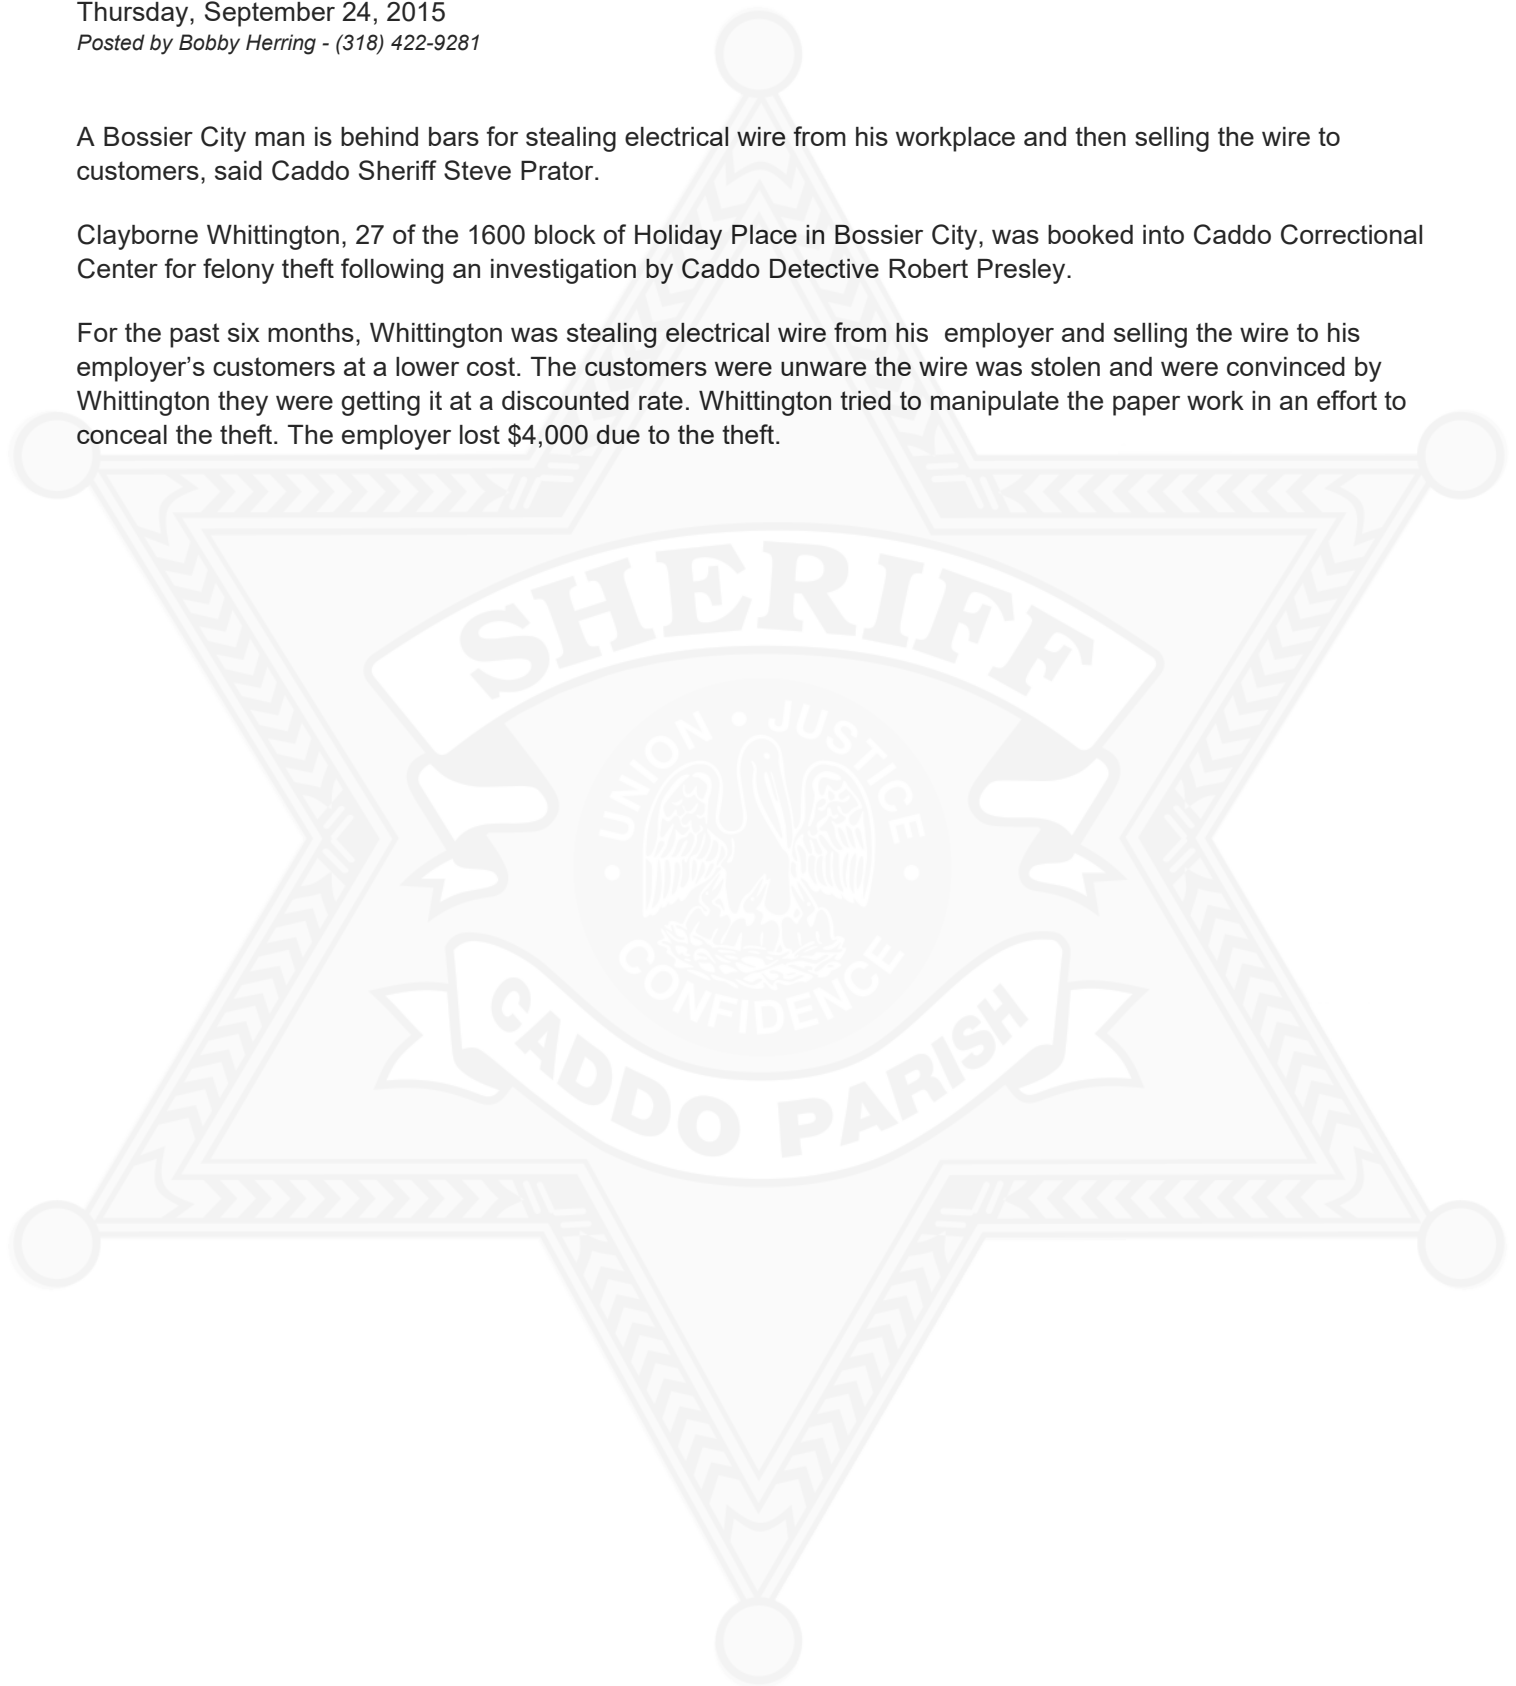 Thursday, September 24, 2015
Posted by Bobby Herring - (318) 422-9281
A Bossier City man is behind bars for stealing electrical wire from his workplace and then selling the wire to
customers, said Caddo Sheriff Steve Prator.
Clayborne Whittington, 27 of the 1600 block of Holiday Place in Bossier City, was booked into Caddo Correctional
Center for felony theft following an investigation by Caddo Detective Robert Presley.
For the past six months, Whittington was stealing electrical wire from his  employer and selling the wire to his
employer’s customers at a lower cost. The customers were unware the wire was stolen and were convinced by
Whittington they were getting it at a discounted rate. Whittington tried to manipulate the paper work in an effort to
conceal the theft. The employer lost $4,000 due to the theft.
SHERIFF
UNION • JUSTICE
• CONFIDENCE •
CADDO PARISH